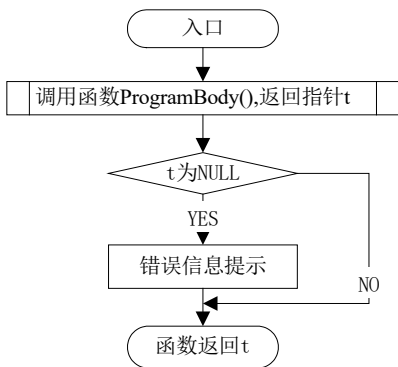 入口
调用函数ProgramBody(),返回指针t
t为NULL
YES
错误信息提示
NO
函数返回t